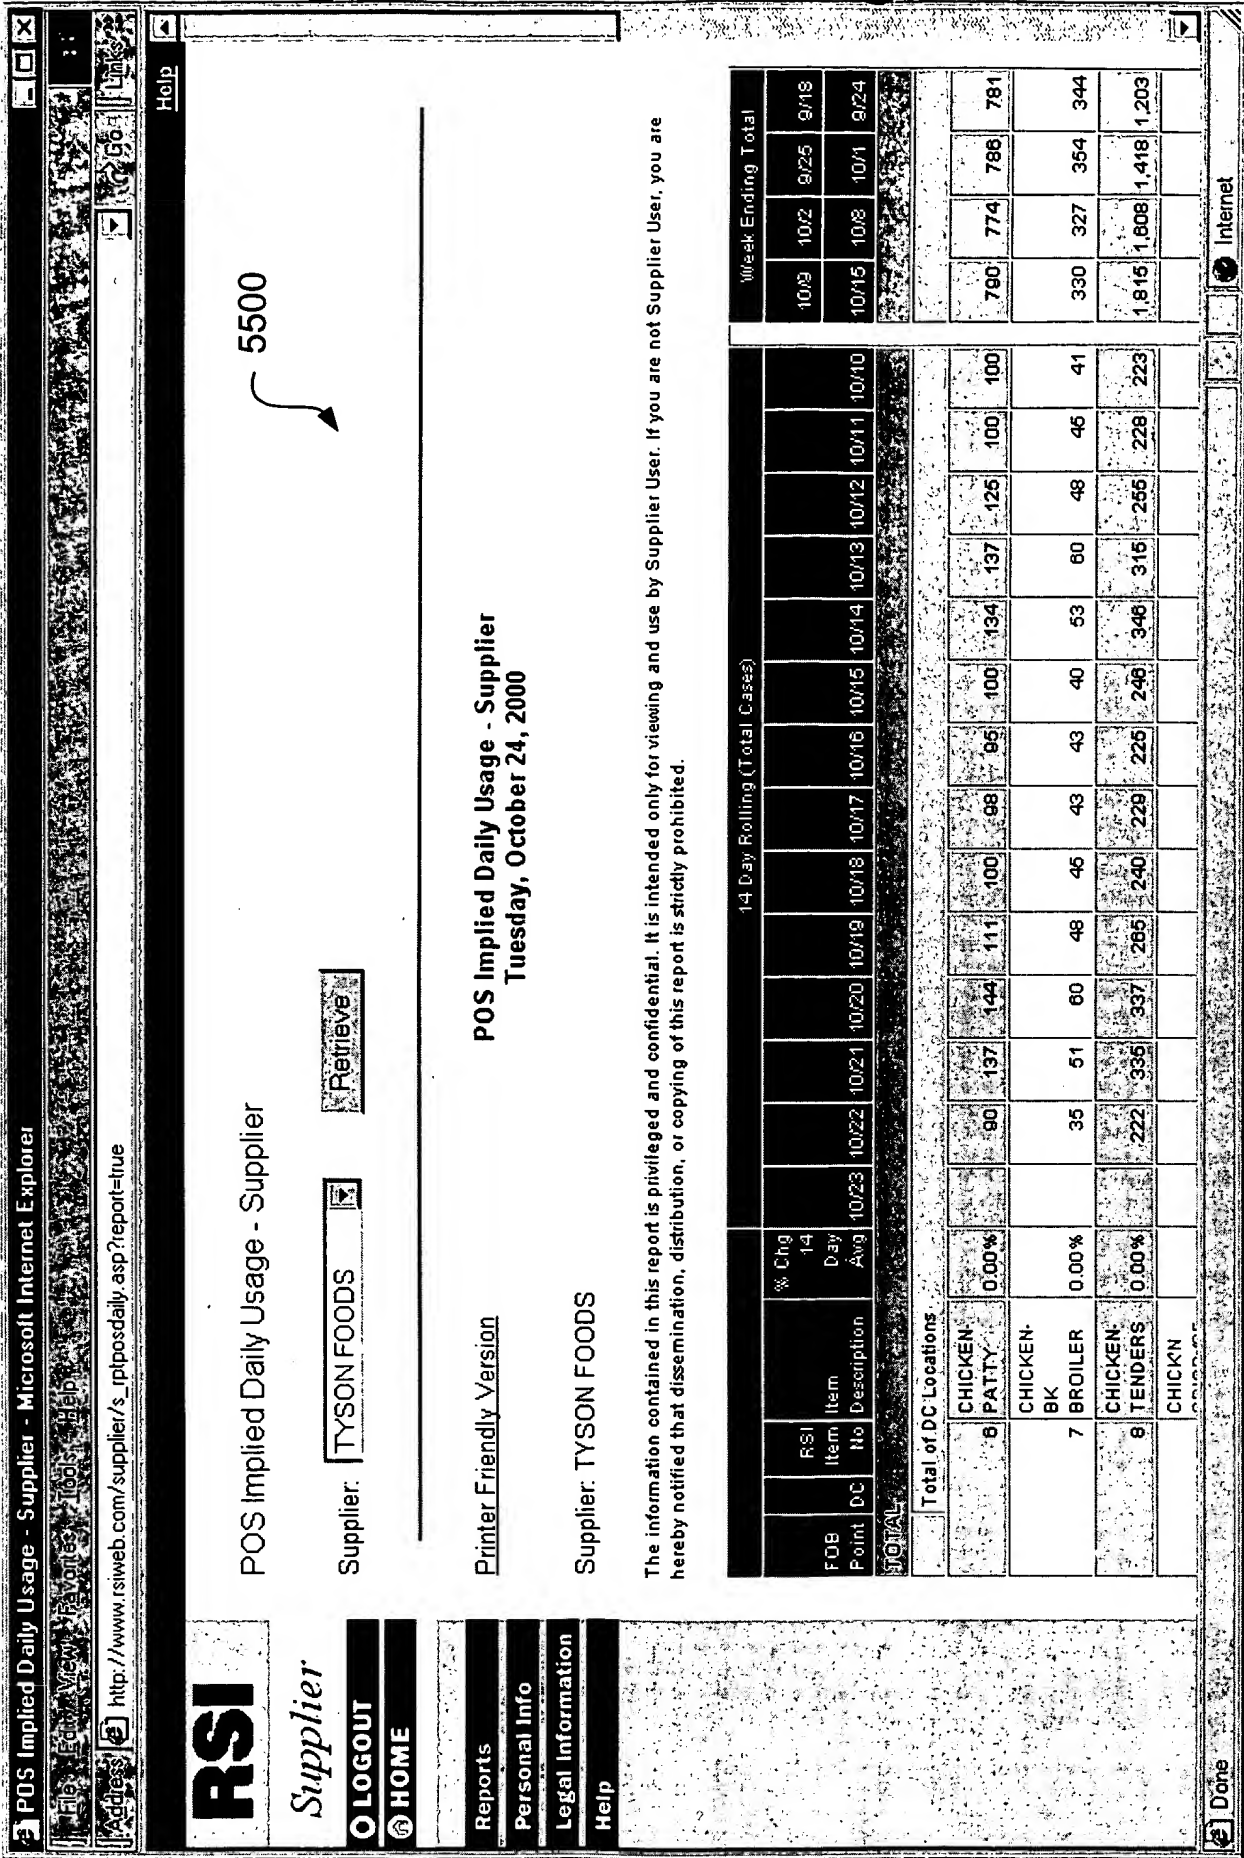 POS Implied Daily Usage - Supplier - Microsoft Internet Explorer
File Edit View Favorites Tools Help
Address http://www.rsiweb.com/supplier/s_rptposdaily.asp?report=true Go Links
Help
RSI
Supplier
LOGOUT
HOME
Reports
Personal Info
Legal Information
Help
POS Implied Daily Usage - Supplier
5500
Supplier: TYSON FOODS Retrieve
Printer Friendly Version
POS Implied Daily Usage - Supplier
Tuesday, October 24, 2000
Supplier: TYSON FOODS
The information contained in this report is privileged and confidential. It is intended only for viewing and use by Supplier User. If you are not Supplier User, you are
hereby notified that dissemination, distribution, or copying of this report is strictly prohibited.
14 Day Rolling (Total Cases) Week Ending Total
FOB Point DC RSI Item No Item Description % Chg 14 Day Avg 10/23 10/22 10/21 10/20 10/19 10/18 10/17 10/16 10/15 10/14 10/13 10/12 10/11 10/10 10/9 10/15 10/2 10/8 9/25 10/1 9/18 9/24
TOTAL
Total of DC Locations
6 CHICKEN-PATTY 0.00% 90 137 144 111 100 98 95 100 134 137 125 100 100 790 774 786 781
7 CHICKEN-BK BROILER 0.00% 35 51 60 48 45 43 43 40 53 60 48 46 41 330 327 354 344
8 CHICKEN-TENDERS 0.00% 222 335 337 265 240 229 225 246 346 315 255 228 223 1,815 1,608 1,418 1,203
CHICK'N
Done Internet